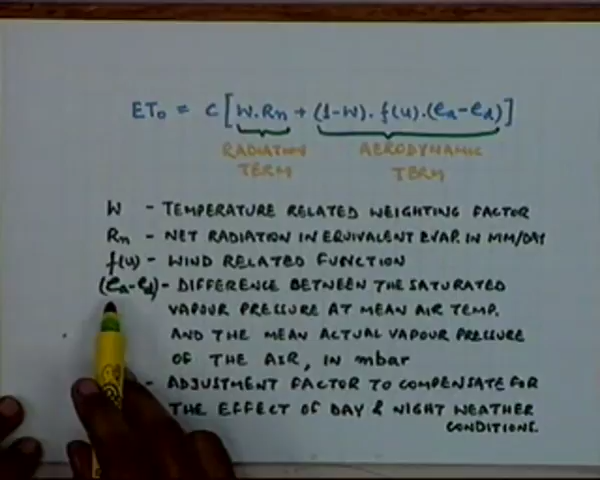 ETo = C [W.Rn + (1-W). f(u). (ea-ed)]
RADIATION TERM
AERODYNAMIC TERM
W - TEMPERATURE RELATED WEIGHTING FACTOR
Rn - NET RADIATION IN EQUIVALENT EVAP. IN MM/DAY
f(u) - WIND RELATED FUNCTION
(ea-ed) - DIFFERENCE BETWEEN THE SATURATED
VAPOUR PRESSURE AT MEAN AIR TEMP.
AND THE MEAN ACTUAL VAPOUR PRESSURE
OF THE AIR, IN mbar
- ADJUSTMENT FACTOR TO COMPENSATE FOR
THE EFFECT OF DAY & NIGHT WEATHER
CONDITIONS.